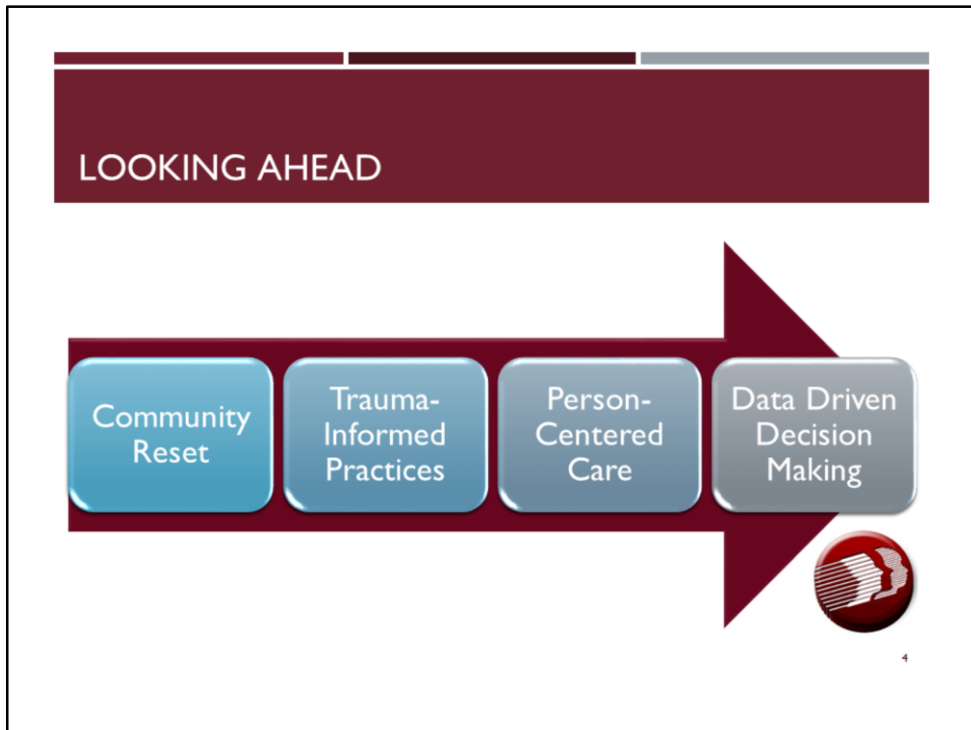 LOOKING AHEAD
Community
Reset
Trauma-
Informed
Practices
Person-
Centered
Care
Data Driven
Decision
Making
4